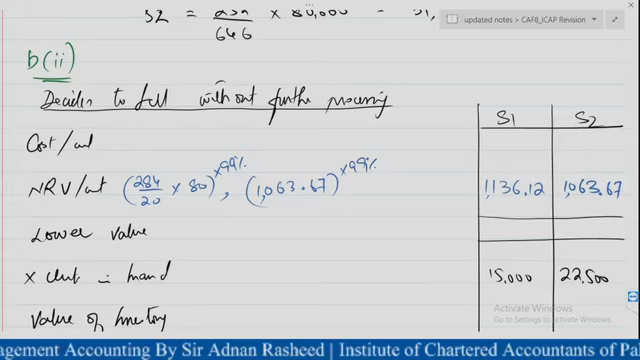 S2 = × 80,000 -
646
updated notes > CAF8_ICAP Revision
b(ii)
Decision to sell without further processing
S1 S2
Cost/unit
NRV/unit (284/20 × 80)×99%, (1,063.67)×99% 1,136.12 1,063.67
Lower value
× Unit in hand 15,000 22,500
Activate Windows
Go to Settings to Activate Windows.
Value of Inventory
agement Accounting By Sir Adnan Rasheed | Institute of Chartered Accountants of Pa